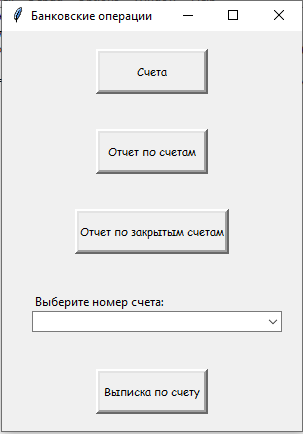 Банковские операции
Счета
Отчет по счетам
Отчет по закрытым счетам
Выберите номер счета:
Выписка по счету